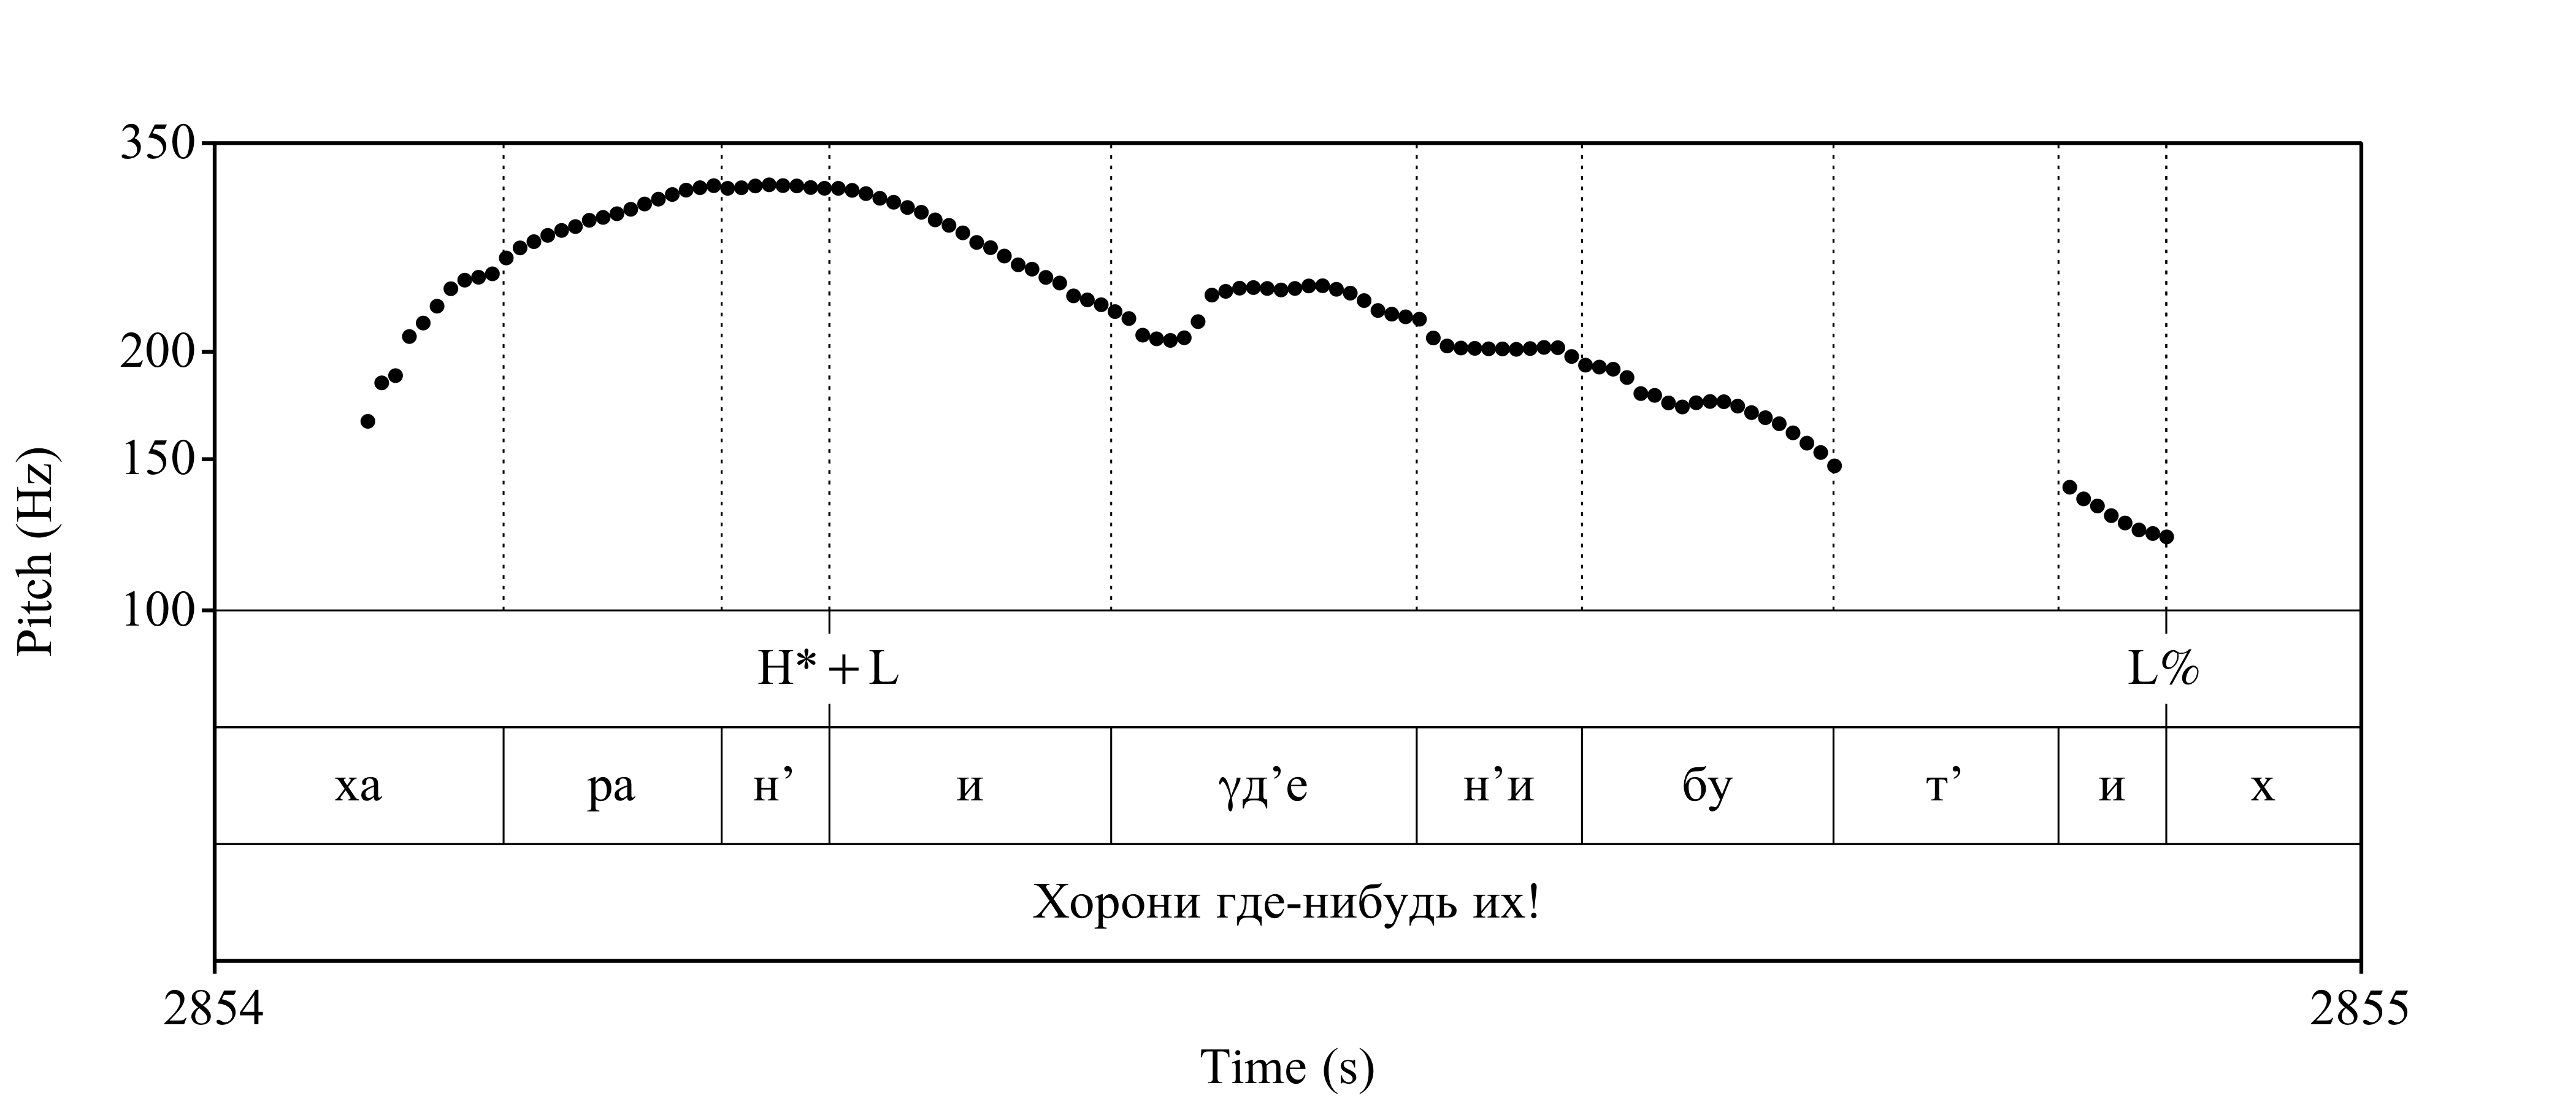 350
200
150
100
Pitch (Hz)
H* + L L%
ха ра н’ и γд’е н’и бу т’ и х
Хорони где-нибудь их!
2854 2855
Time (s)